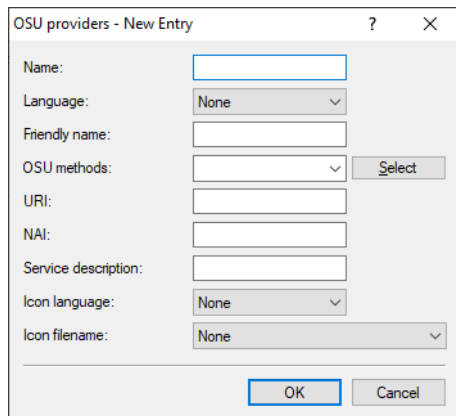 OSU providers - New Entry ?
Name:
Language: None
Friendly name:
OSU methods: Select
URI:
NAI:
Service description:
Icon language: None
Icon filename: None
OK Cancel